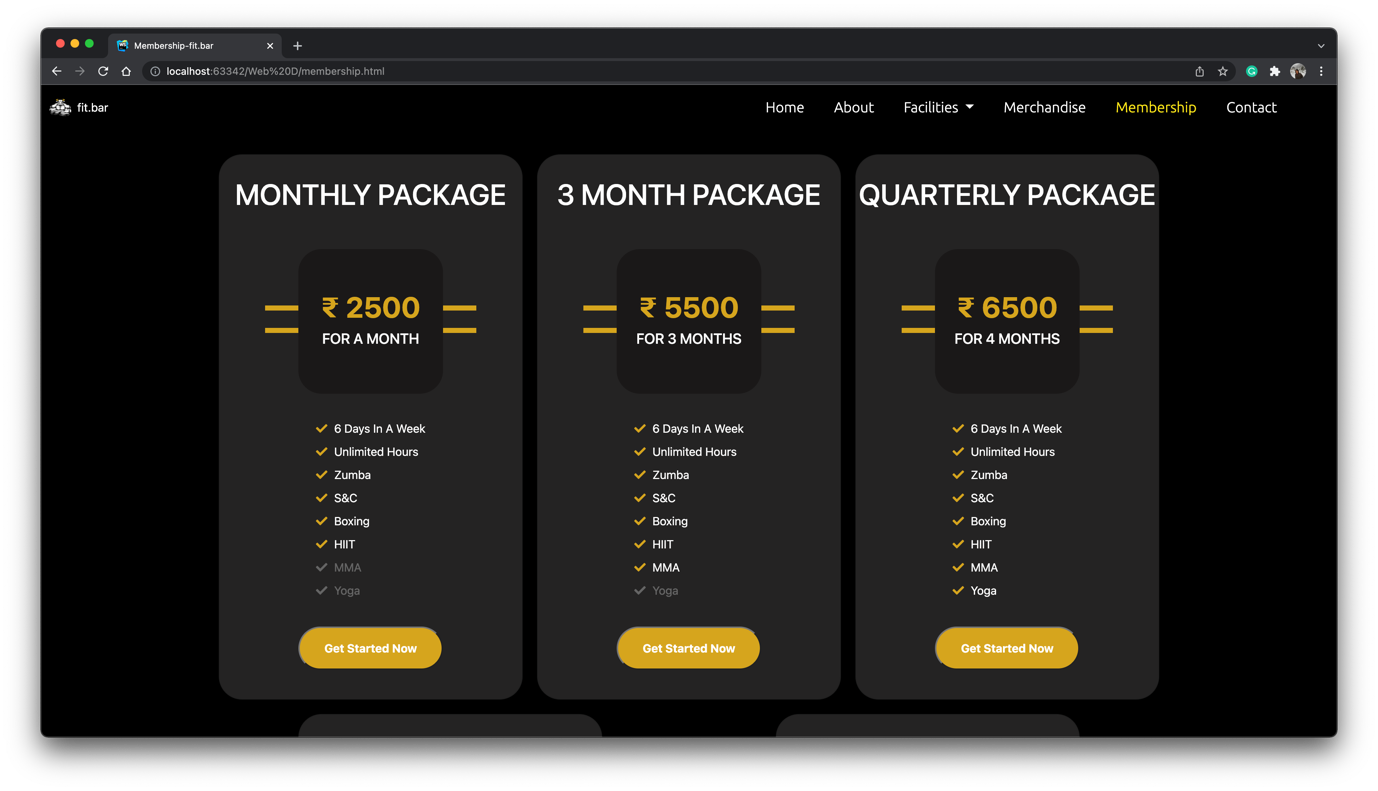 Membership-fit.bar
localhost:63342/Web%20D/membership.html
fit.bar
Home About Facilities Merchandise Membership Contact
MONTHLY PACKAGE
₹ 2500
FOR A MONTH
6 Days In A Week
Unlimited Hours
Zumba
S&C
Boxing
HIIT
MMA
Yoga
Get Started Now
3 MONTH PACKAGE
₹ 5500
FOR 3 MONTHS
6 Days In A Week
Unlimited Hours
Zumba
S&C
Boxing
HIIT
MMA
Yoga
Get Started Now
QUARTERLY PACKAGE
₹ 6500
FOR 4 MONTHS
6 Days In A Week
Unlimited Hours
Zumba
S&C
Boxing
HIIT
MMA
Yoga
Get Started Now